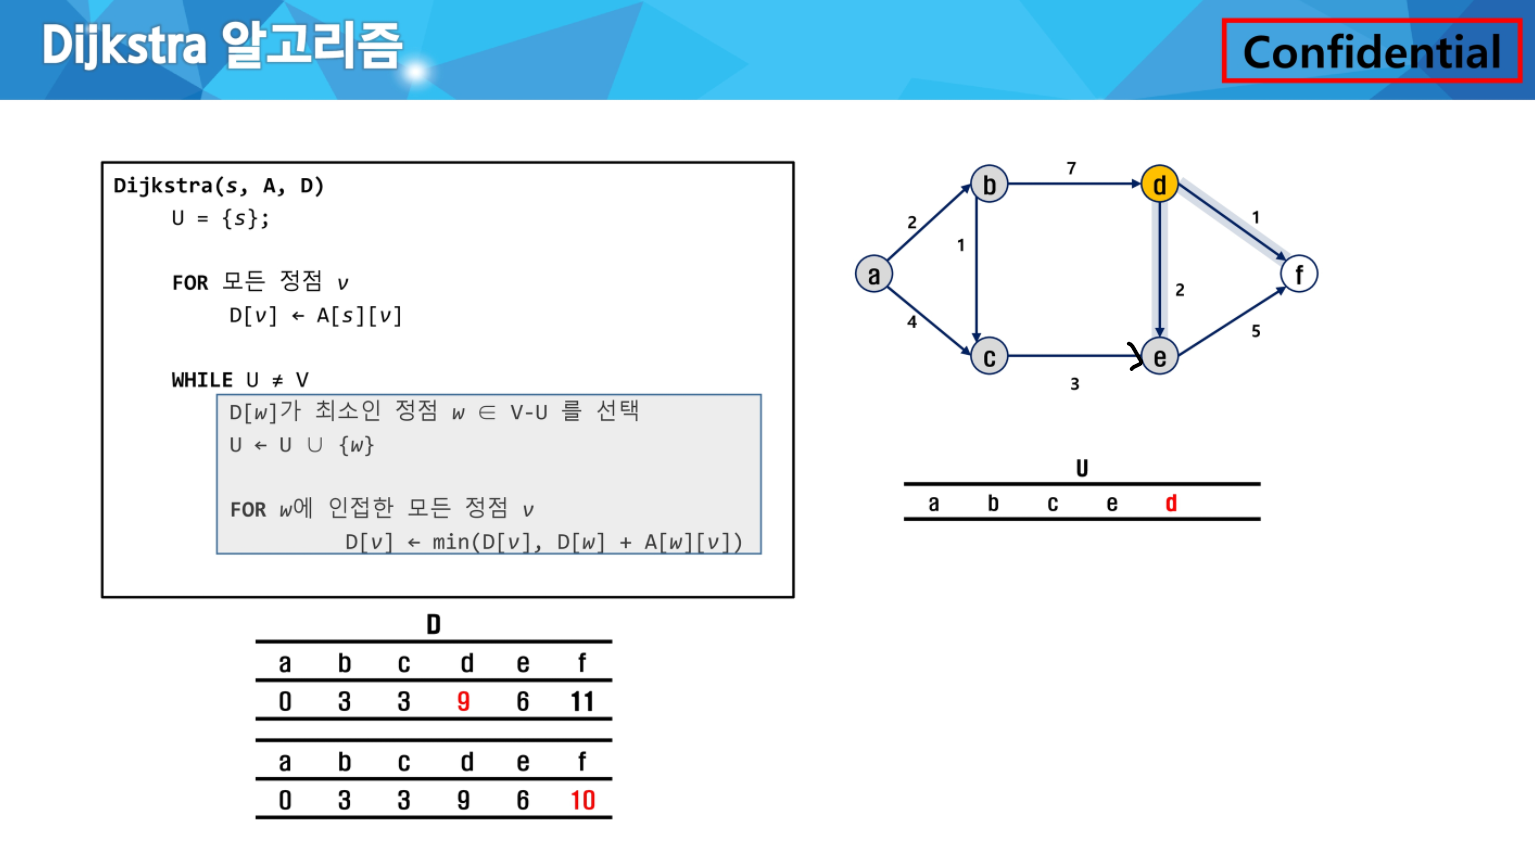 Dijkstra 알고리즘
Confidential
Dijkstra(s, A, D)
U = {s};
FOR 모든 정점 v
D[v] ← A[s][v]
WHILE U ≠ V
D[w]가 최소인 정점 w ∈ V-U 를 선택
U ← U ∪ {w}
FOR w에 인접한 모든 정점 v
D[v] ← min(D[v], D[w] + A[w][v])
D
a b c d e f
0 3 3 9 6 11
a b c d e f
0 3 3 9 6 10
b 7 d
2 1 1
a f
2
4 5
c e
3
U
a b c e d